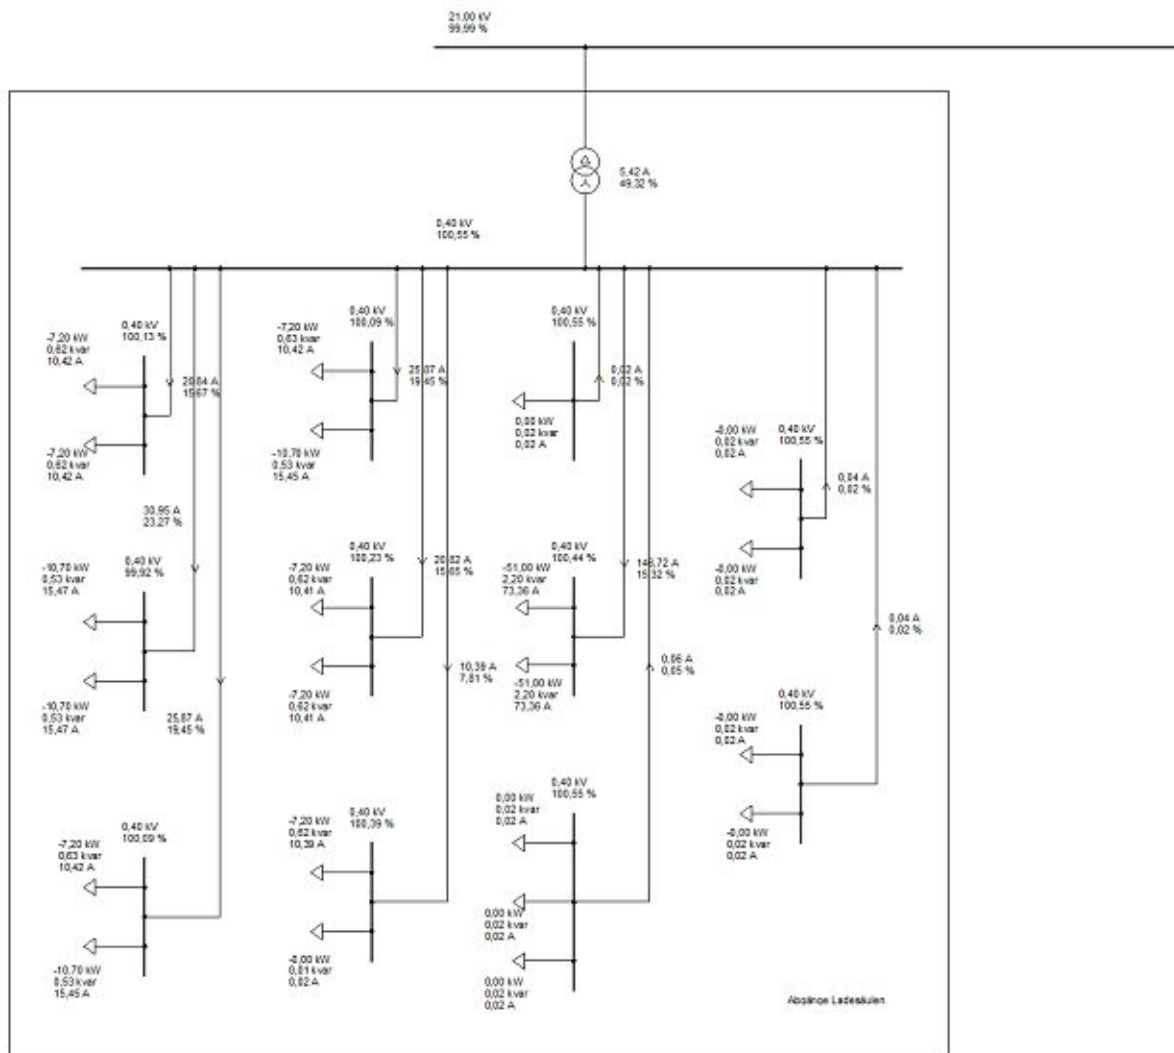 21,00 kV
99,99 %
5,42 A
49,32 %
0,40 kV
100,55 %
-7,20 kW
0,62 kvar
10,42 A
0,40 kV
100,13 %
20,84 A
15,67 %
-7,20 kW
0,62 kvar
10,42 A
30,95 A
23,27 %
-10,70 kW
0,53 kvar
15,47 A
0,40 kV
99,92 %
-10,70 kW
0,53 kvar
15,47 A
25,87 A
19,45 %
-7,20 kW
0,63 kvar
10,42 A
0,40 kV
100,09 %
-10,70 kW
0,53 kvar
15,45 A
-7,20 kW
0,63 kvar
10,42 A
0,40 kV
100,09 %
25,87 A
19,45 %
-10,70 kW
0,53 kvar
15,45 A
-7,20 kW
0,62 kvar
10,41 A
0,40 kV
100,23 %
20,82 A
15,65 %
-7,20 kW
0,62 kvar
10,41 A
10,39 A
7,81 %
-7,20 kW
0,62 kvar
10,39 A
0,40 kV
100,39 %
-0,00 kW
0,01 kvar
0,02 A
0,40 kV
100,55 %
0,02 A
0,02 %
0,00 kW
0,02 kvar
0,02 A
-51,00 kW
2,20 kvar
73,36 A
0,40 kV
100,44 %
146,72 A
15,32 %
-51,00 kW
2,20 kvar
73,36 A
0,06 A
0,05 %
0,00 kW
0,02 kvar
0,02 A
0,40 kV
100,55 %
0,00 kW
0,02 kvar
0,02 A
0,00 kW
0,02 kvar
0,02 A
-0,00 kW
0,02 kvar
0,02 A
0,40 kV
100,55 %
0,04 A
0,02 %
-0,00 kW
0,02 kvar
0,02 A
0,04 A
0,02 %
-0,00 kW
0,02 kvar
0,02 A
0,40 kV
100,55 %
-0,00 kW
0,02 kvar
0,02 A
Abgänge Ladesäulen